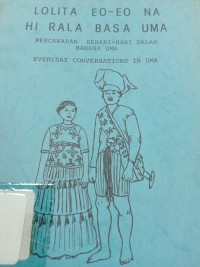 LOLITA EO-EO NA
HI RALA BASA UMA
PERCAKAPAN SEHARI-HARI DALAM
BAHASA UMA
EVERYDAY CONVERSATIONS IN UMA